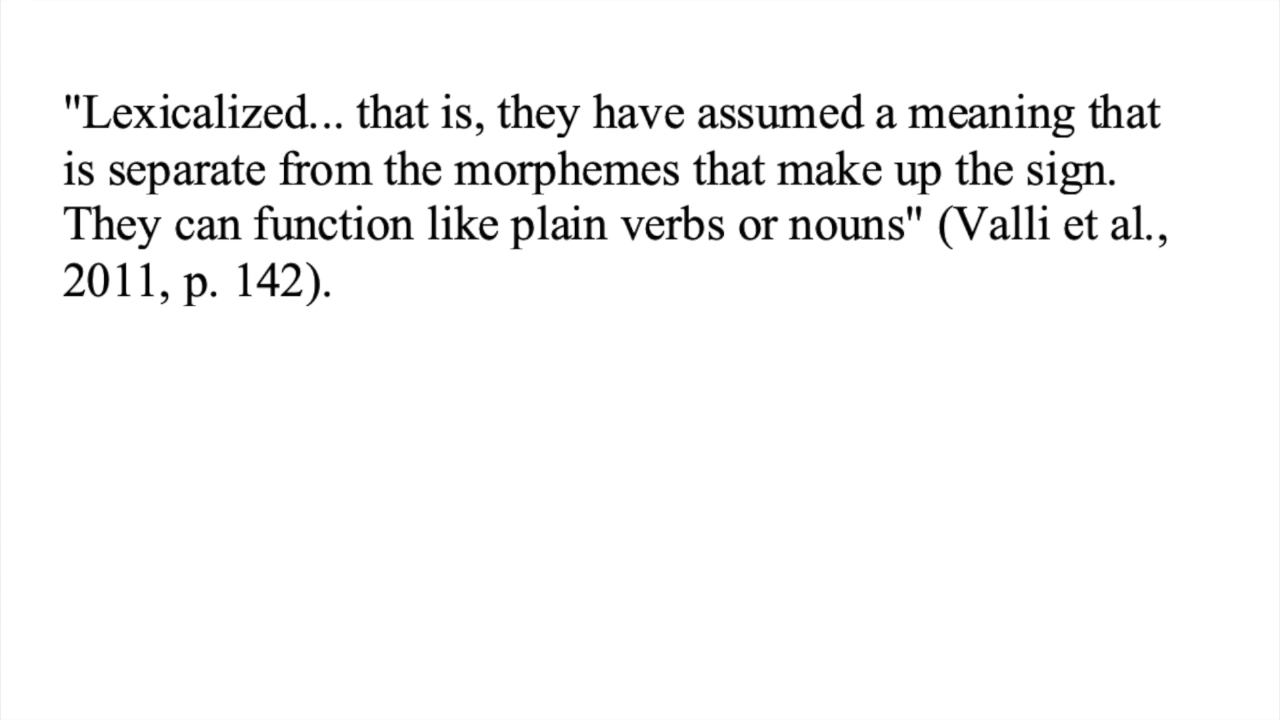 "Lexicalized... that is, they have assumed a meaning that
is separate from the morphemes that make up the sign.
They can function like plain verbs or nouns" (Valli et al.,
2011, p. 142).